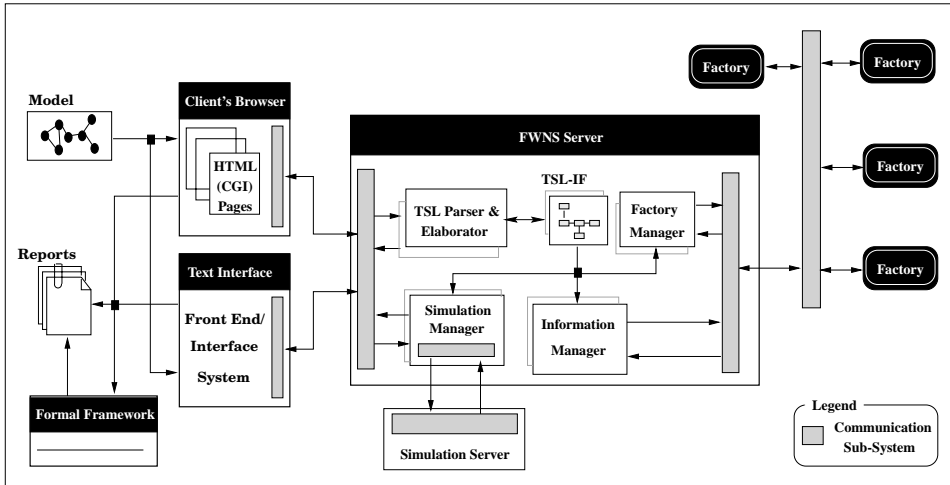 Model
Client's Browser
HTML
(CGI)
Pages
Reports
Text Interface
Front End/
Interface
System
Formal Framework
FWNS Server
TSL Parser &
Elaborator
TSL-IF
Factory
Manager
Simulation
Manager
Information
Manager
Simulation Server
Factory
Factory
Factory
Factory
Legend
Communication
Sub-System